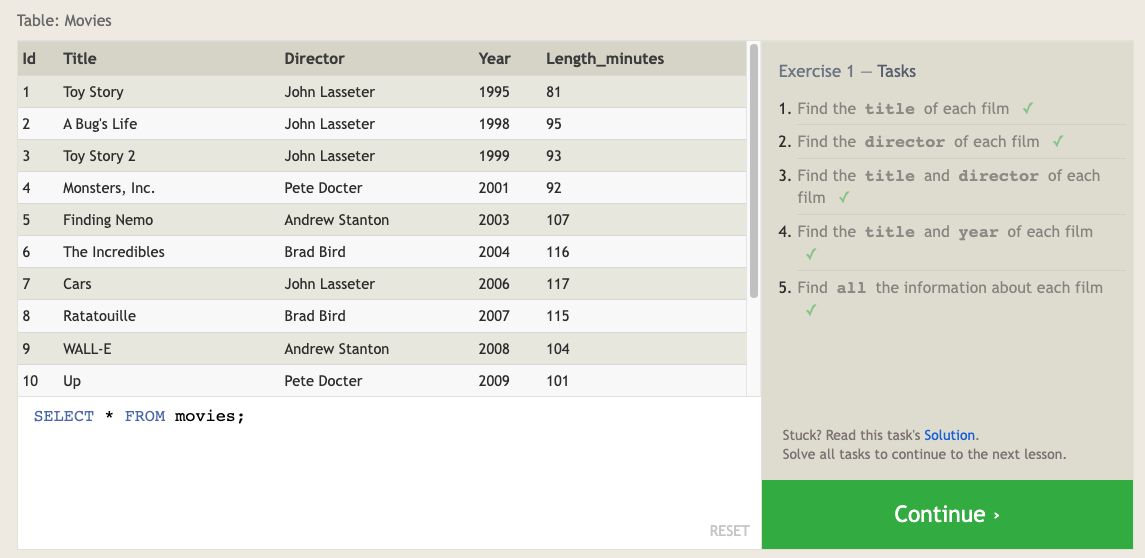 Table: Movies
Id Title Director Year Length_minutes
1 Toy Story John Lasseter 1995 81
2 A Bug's Life John Lasseter 1998 95
3 Toy Story 2 John Lasseter 1999 93
4 Monsters, Inc. Pete Docter 2001 92
5 Finding Nemo Andrew Stanton 2003 107
6 The Incredibles Brad Bird 2004 116
7 Cars John Lasseter 2006 117
8 Ratatouille Brad Bird 2007 115
9 WALL-E Andrew Stanton 2008 104
10 Up Pete Docter 2009 101
SELECT * FROM movies;
RESET
Exercise 1 — Tasks
1. Find the title of each film ✓
2. Find the director of each film ✓
3. Find the title and director of each
film ✓
4. Find the title and year of each film
✓
5. Find all the information about each film
✓
Stuck? Read this task's Solution.
Solve all tasks to continue to the next lesson.
Continue ›